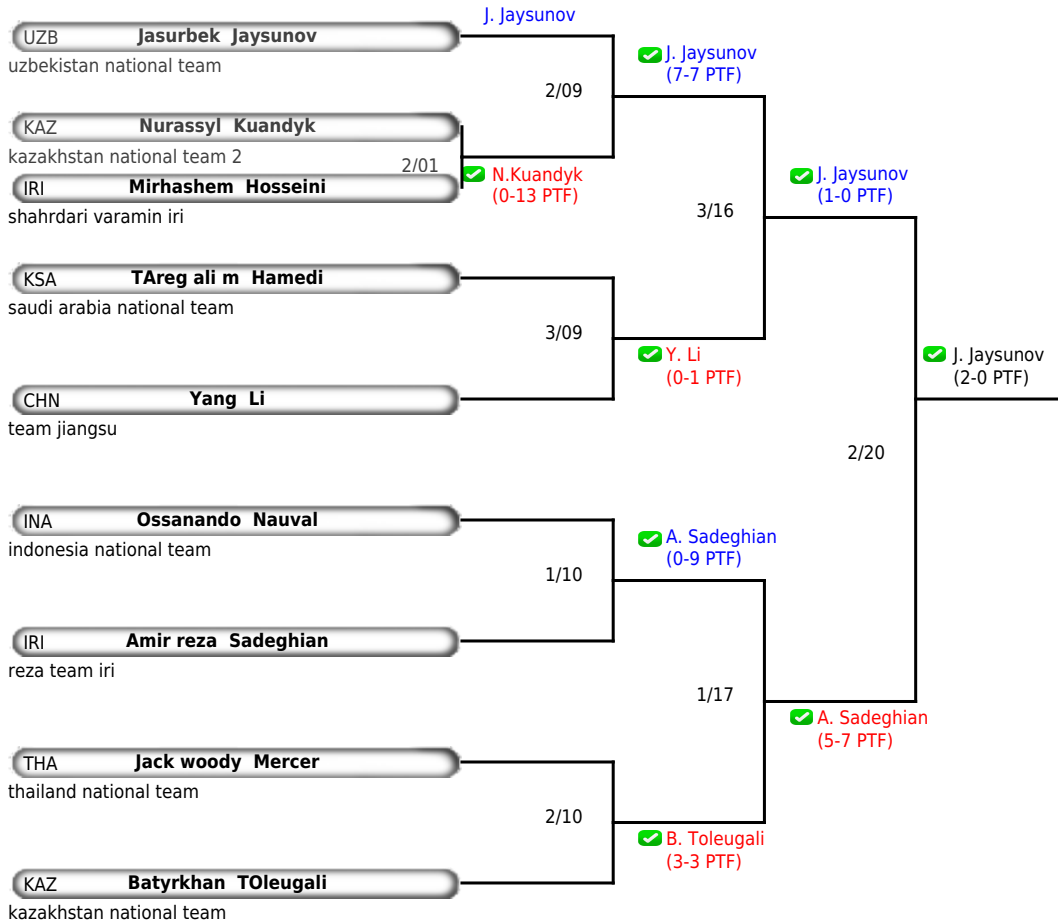 J. Jaysunov
UZB Jasurbek Jaysunov
uzbekistan national team
J. Jaysunov
(7-7 PTF)
2/09
KAZ Nurassyl Kuandyk
kazakhstan national team 2
2/01
N.Kuandyk
(0-13 PTF)
IRI Mirhashem Hosseini
shahrdari varamin iri
J. Jaysunov
(1-0 PTF)
3/16
KSA TAreg ali m Hamedi
saudi arabia national team
3/09
Y. Li
(0-1 PTF)
J. Jaysunov
(2-0 PTF)
CHN Yang Li
team jiangsu
2/20
INA Ossanando Nauval
indonesia national team
A. Sadeghian
(0-9 PTF)
1/10
IRI Amir reza Sadeghian
reza team iri
1/17
A. Sadeghian
(5-7 PTF)
THA Jack woody Mercer
thailand national team
2/10
B. Toleugali
(3-3 PTF)
KAZ Batyrkhan TOleugali
kazakhstan national team